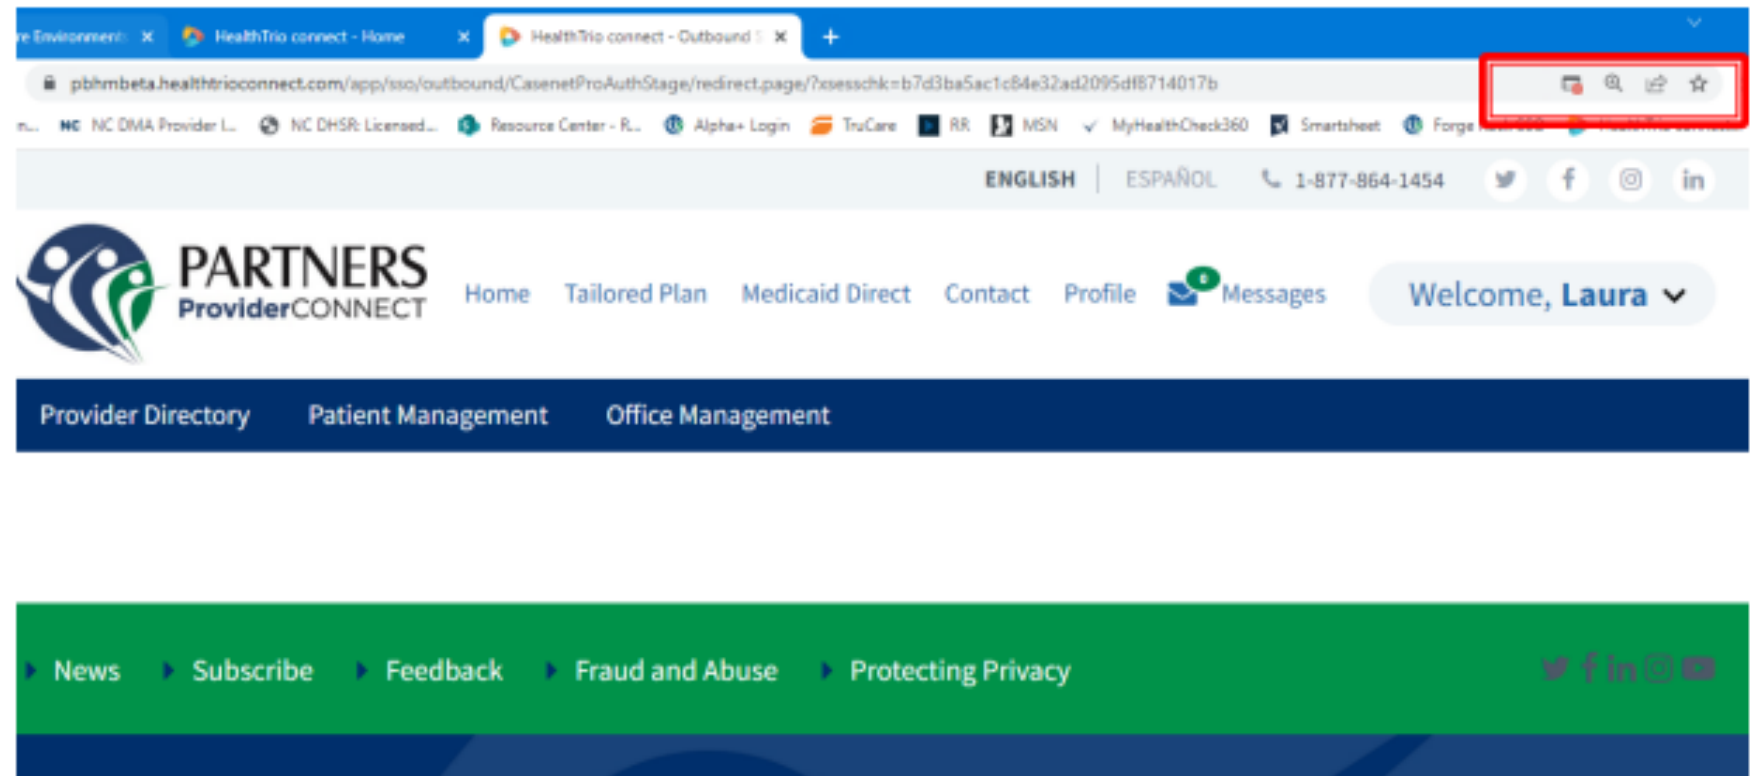 re Environments HealthTrio connect - Home HealthTrio connect - Outbound S
pbhmbeta.healthtrioconnect.com/app/sso/outbound/CasenetProAuthStage/redirect.page/?xsesschk=b7d3ba5ac1c84e32ad2095df8714017b
n... NC NC DMA Provider I... NC DHSR: Licensed... Resource Center - R... Alpha+ Login TruCare RR MSN MyHealthCheck360 Smartsheet Forge
ENGLISH ESPAÑOL 1-877-864-1454
PARTNERS
ProviderCONNECT
Home Tailored Plan Medicaid Direct Contact Profile Messages Welcome, Laura
Provider Directory Patient Management Office Management
News Subscribe Feedback Fraud and Abuse Protecting Privacy